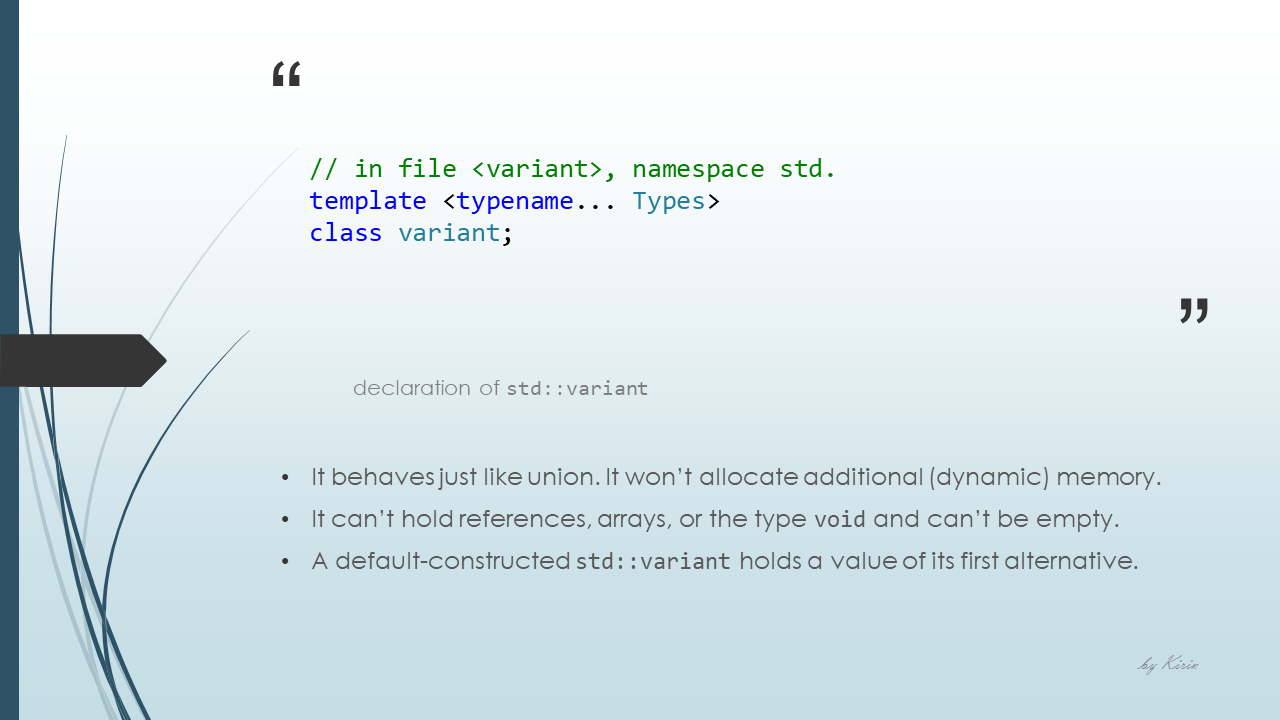 “
// in file <variant>, namespace std.
template <typename... Types>
class variant;
”
declaration of std::variant
• It behaves just like union. It won’t allocate additional (dynamic) memory.
• It can’t hold references, arrays, or the type void and can’t be empty.
• A default-constructed std::variant holds a value of its first alternative.
by Kirin